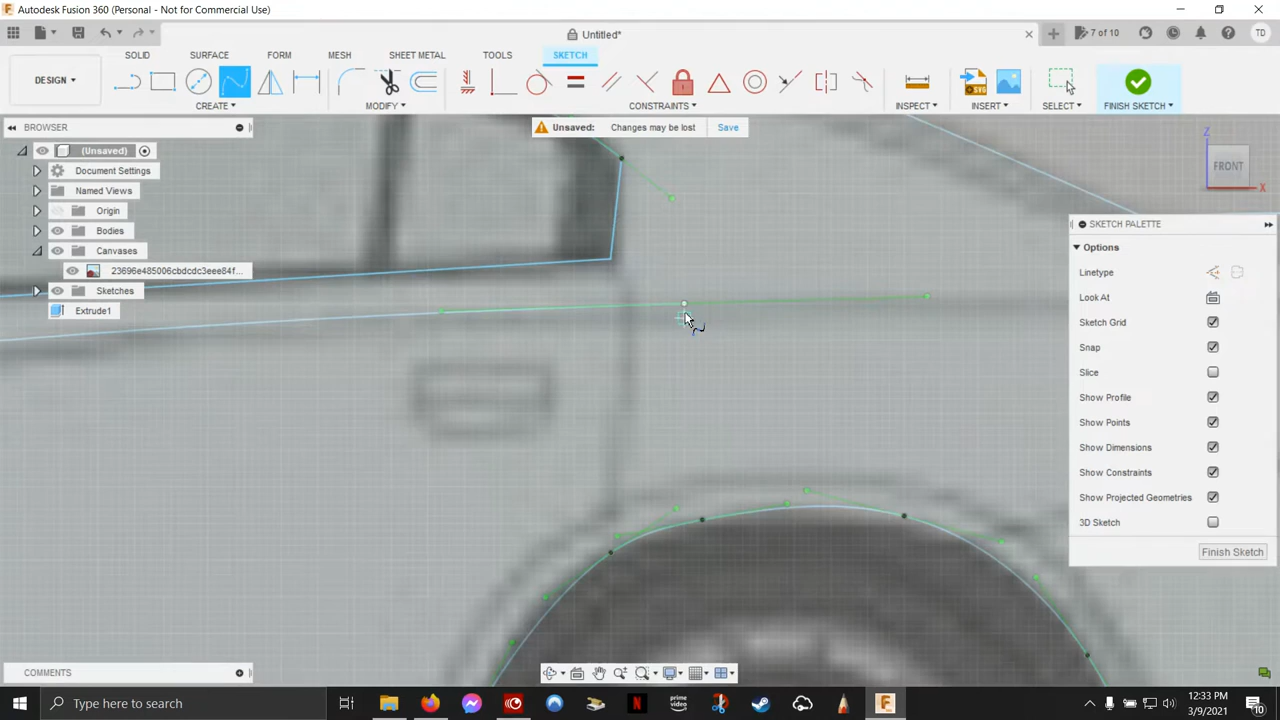 Autodesk Fusion 360 (Personal - Not for Commercial Use)
Untitled*
7 of 10
TD
DESIGN
SOLID SURFACE FORM MESH SHEET METAL TOOLS SKETCH
CREATE MODIFY CONSTRAINTS INSPECT INSERT SELECT FINISH SKETCH
SVG
BROWSER
Unsaved: Changes may be lost Save
(Unsaved)
Document Settings
Named Views
Origin
Bodies
Canvases
23696e485006cbdcdc3eee84f...
Sketches
Extrude1
Z
FRONT
X
SKETCH PALETTE
Options
Linetype
Look At
Sketch Grid
Snap
Slice
Show Profile
Show Points
Show Dimensions
Show Constraints
Show Projected Geometries
3D Sketch
Finish Sketch
COMMENTS
Type here to search
prime video
12:33 PM
3/9/2021